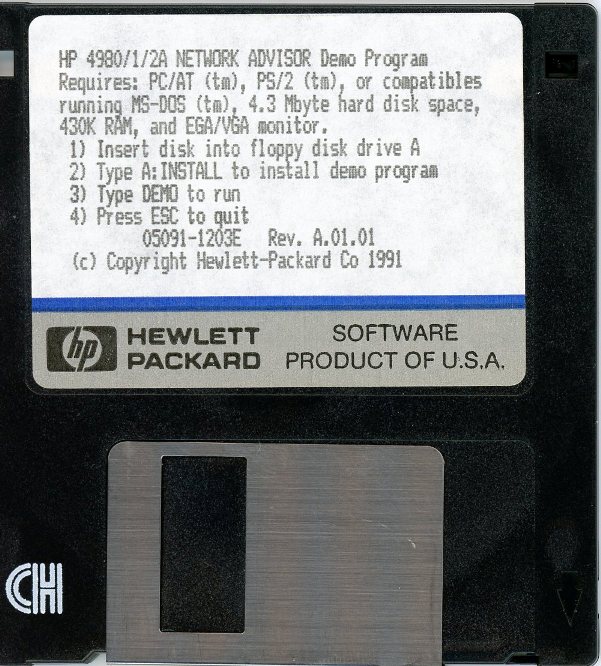 HP 4980/1/2A NETWORK ADVISOR Demo Program
Requires: PC/AT (tm), PS/2 (tm), or compatibles
running MS-DOS (tm), 4.3 Mbyte hard disk space,
430K RAM, and EGA/VGA monitor.
1) Insert disk into floppy disk drive A
2) Type A:INSTALL to install demo program
3) Type DEMO to run
4) Press ESC to quit
05091-1203E Rev. A.01.01
(c) Copyright Hewlett-Packard Co 1991
hp HEWLETT PACKARD
SOFTWARE
PRODUCT OF U.S.A.
CH